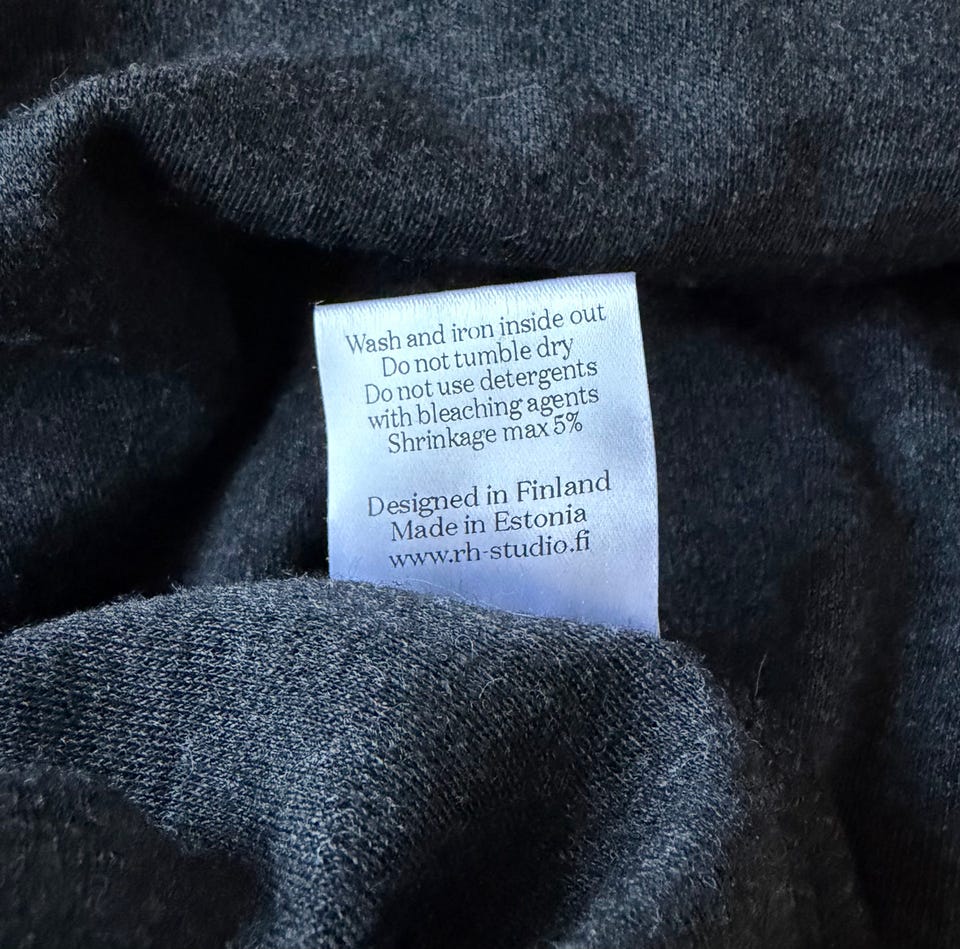 Wash and iron inside out
Do not tumble dry
Do not use detergents
with bleaching agents
Shrinkage max 5%
Designed in Finland
Made in Estonia
www.rh-studio.fi